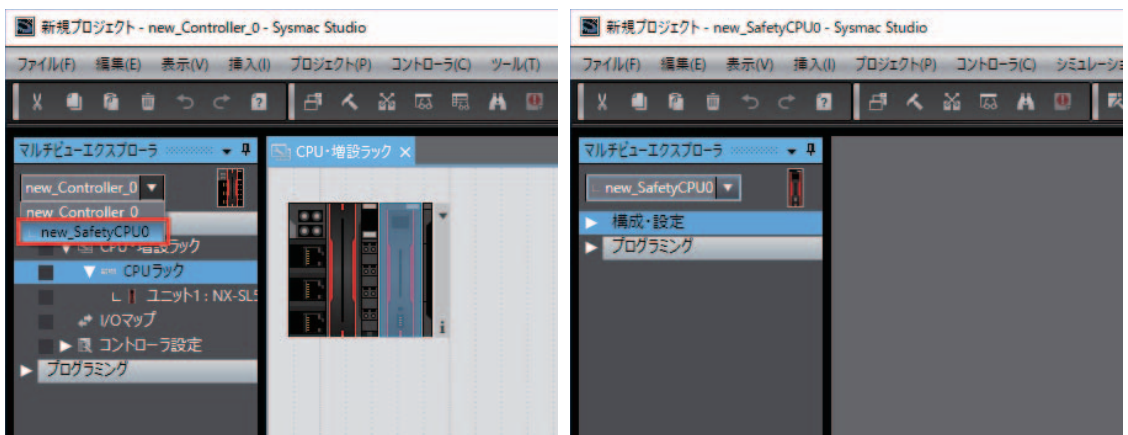 新規プロジェクト - new_Controller_0 - Sysmac Studio
ファイル(F) 編集(E) 表示(V) 挿入(I) プロジェクト(P) コントローラ(C) ツール(T)
マルチビューエクスプローラ
new_Controller_0
new_Controller_0
new_SafetyCPU0
CPU・増設ラック
CPUラック
ユニット1 : NX-SL5
I/Oマップ
コントローラ設定
プログラミング
CPU・増設ラック
新規プロジェクト - new_SafetyCPU0 - Sysmac Studio
ファイル(F) 編集(E) 表示(V) 挿入(I) プロジェクト(P) コントローラ(C) シミュレーショ
マルチビューエクスプローラ
new_SafetyCPU0
構成・設定
プログラミング